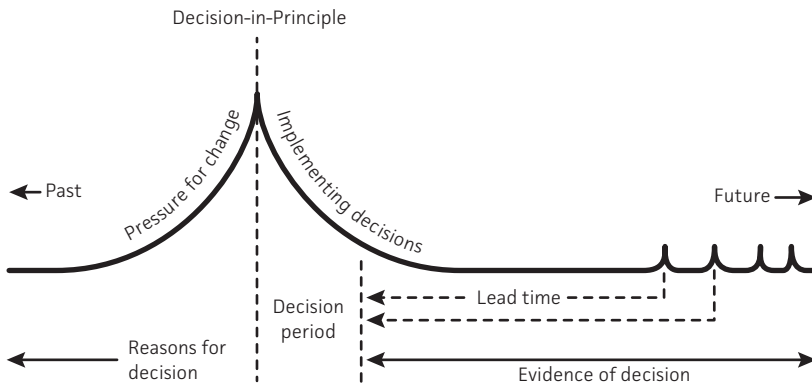 Decision-in-Principle
Pressure for change
Implementing decisions
Past
Future
Decision
period
Lead time
Reasons for
decision
Evidence of decision